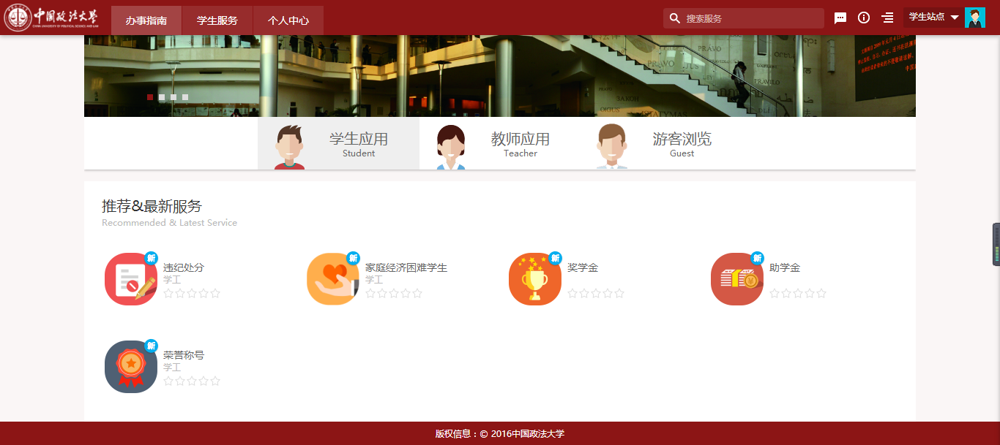 中国政法大学
CHINA UNIVERSITY OF POLITICAL SCIENCE AND LAW
办事指南
学生服务
个人中心
搜索服务
学生站点
PRAVO
PRAVO
学生应用
Student
教师应用
Teacher
游客浏览
Guest
推荐&最新服务
Recommended & Latest Service
新
违纪处分
学工
新
家庭经济困难学生
学工
新
奖学金
新
助学金
新
荣誉称号
学工
版权信息：© 2016中国政法大学